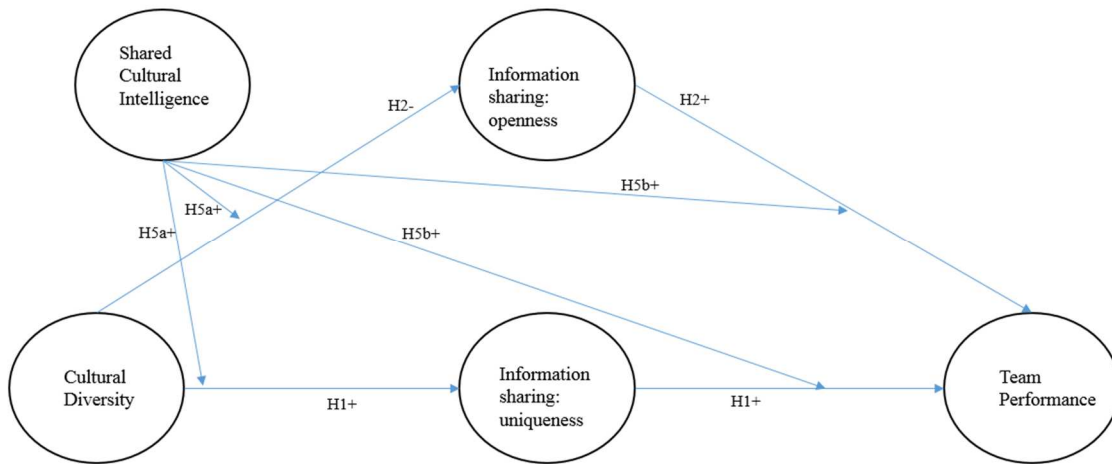 Shared
Cultural
Intelligence
Information
sharing:
openness
H2-
H2+
H5a+
H5b+
H5a+
H5b+
Cultural
Diversity
H1+
Information
sharing:
uniqueness
H1+
Team
Performance